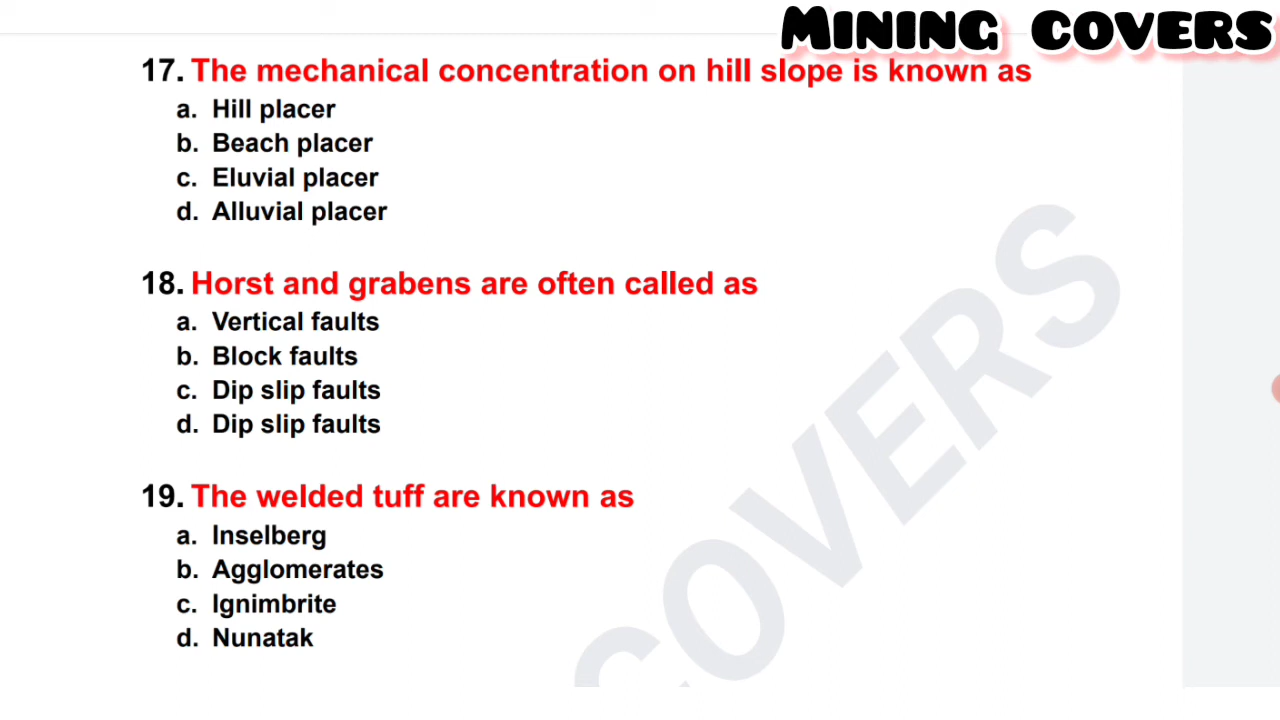 MINING COVERS
17. The mechanical concentration on hill slope is known as
a. Hill placer
b. Beach placer
c. Eluvial placer
d. Alluvial placer
18. Horst and grabens are often called as
a. Vertical faults
b. Block faults
c. Dip slip faults
d. Dip slip faults
19. The welded tuff are known as
a. Inselberg
b. Agglomerates
c. Ignimbrite
d. Nunatak
COVERS